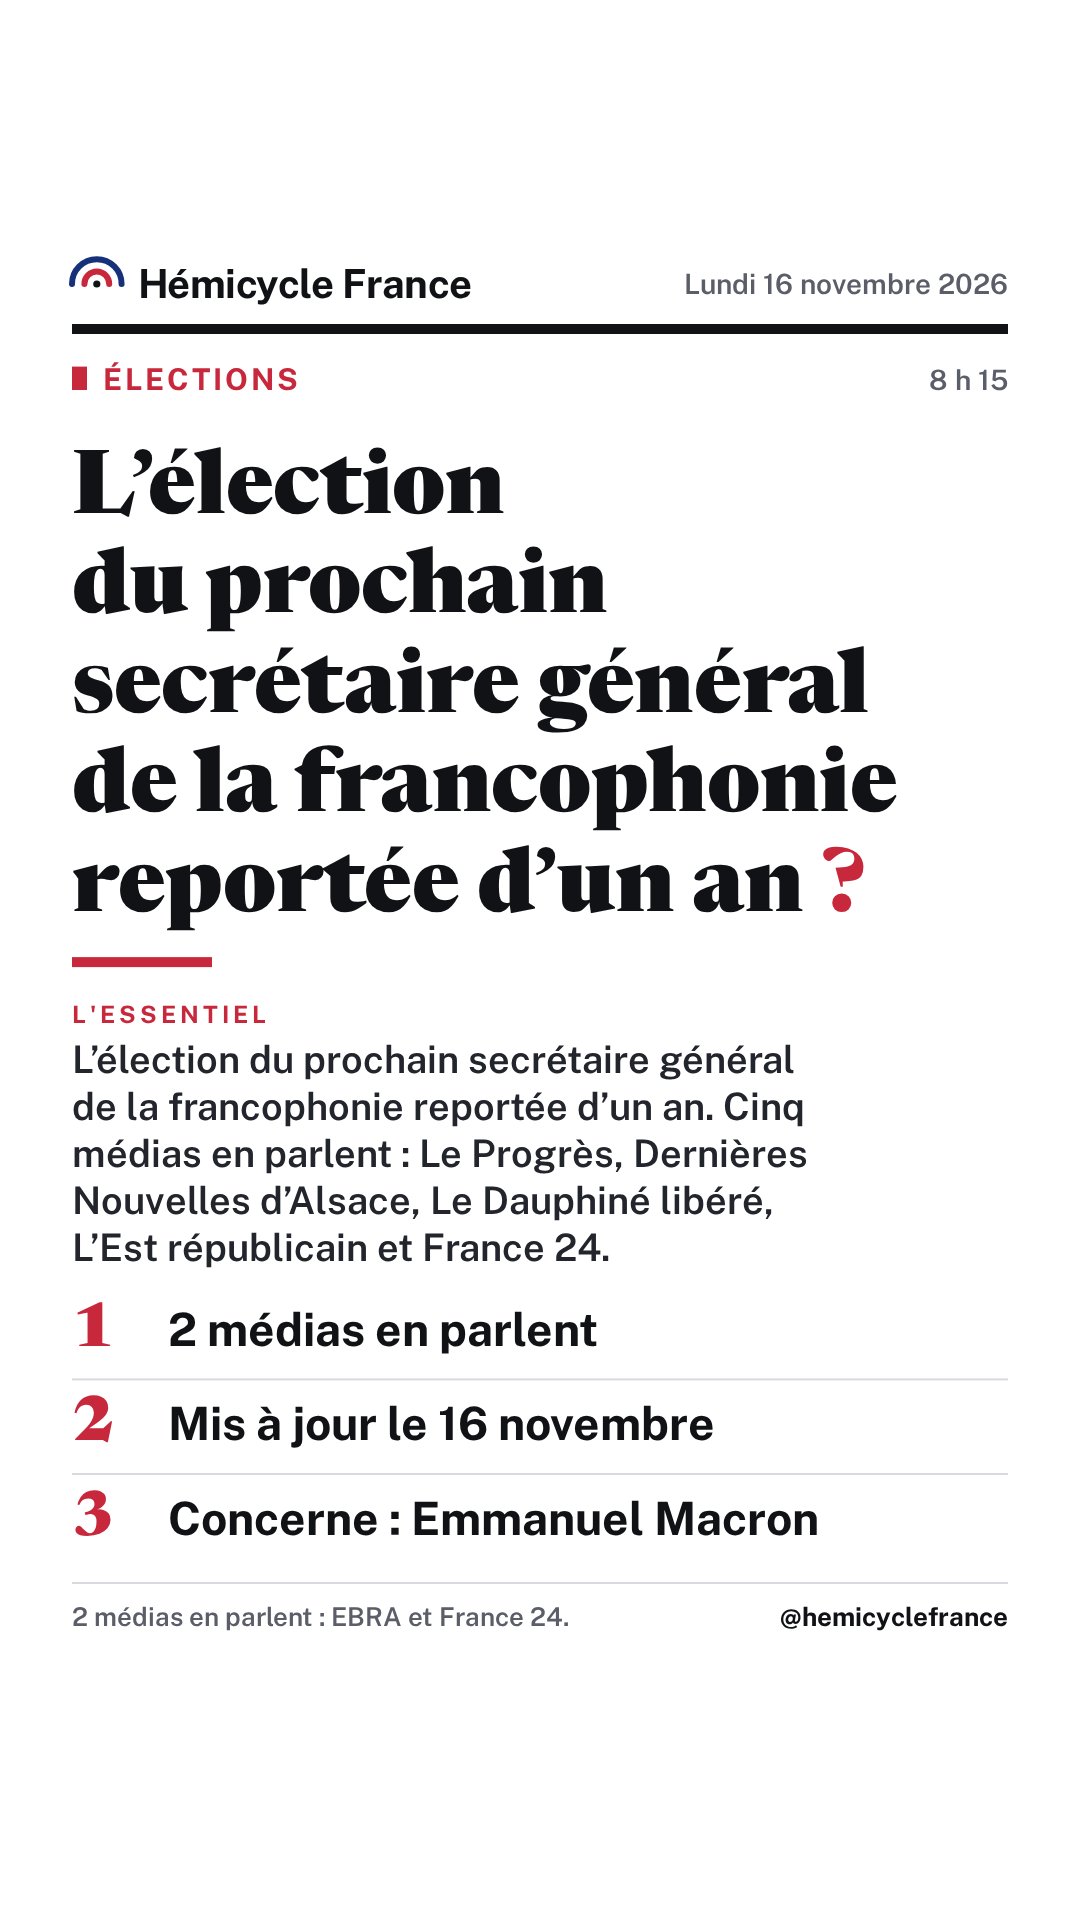 Hémicycle France
Lundi 16 novembre 2026
ÉLECTIONS
8 h 15
L’élection
du prochain
secrétaire général
de la francophonie
reportée d’un an ?
L'ESSENTIEL
L’élection du prochain secrétaire général
de la francophonie reportée d’un an. Cinq
médias en parlent : Le Progrès, Dernières
Nouvelles d’Alsace, Le Dauphiné libéré,
L’Est républicain et France 24.
1 2 médias en parlent
2 Mis à jour le 16 novembre
3 Concerne : Emmanuel Macron
2 médias en parlent : EBRA et France 24.
@hemicyclefrance